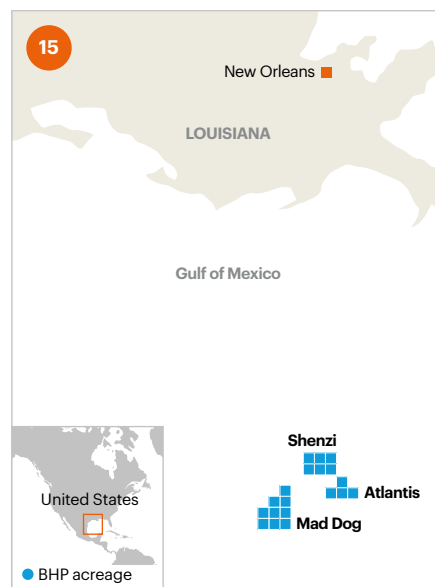 15
New Orleans
LOUISIANA
Gulf of Mexico
Shenzi
Atlantis
Mad Dog
United States
BHP acreage